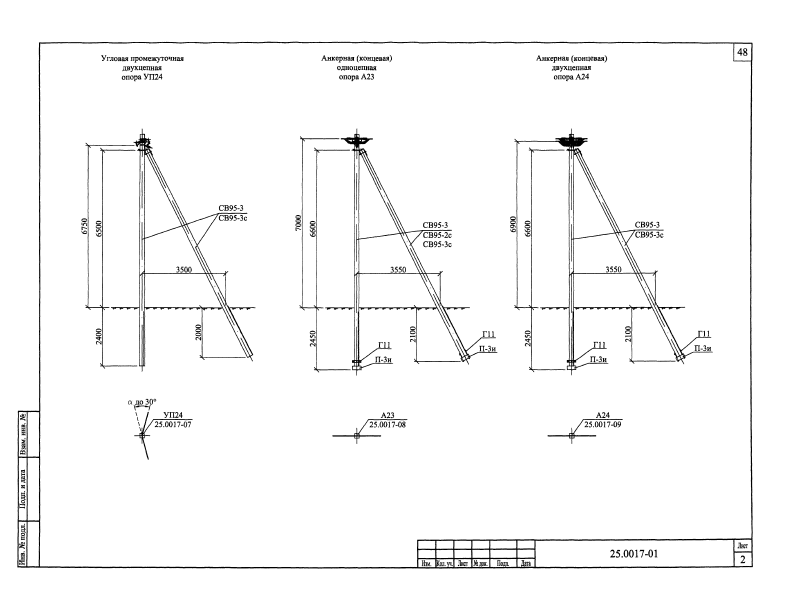 48
Угловая промежуточная
двухцепная
опора УП24
Анкерная (концевая)
одноцепная
опора А23
Анкерная (концевая)
двухцепная
опора А24
6750
6500
СВ95-3
СВ95-3с
3500
2400
2000
7000
6600
СВ95-3
СВ95-2с
СВ95-3с
3550
2450
2100
Г11
П-3и
Г11
П-3и
6900
6600
СВ95-3
СВ95-3с
3550
2450
2100
Г11
П-3и
Г11
П-3и
α до 30°
УП24
25.0017-07
А23
25.0017-08
А24
25.0017-09
Взам. инв. №
Подп. и дата
Инв. № подл.
Изм. Кол. уч. Лист № док. Подп. Дата
25.0017-01
Лист
2